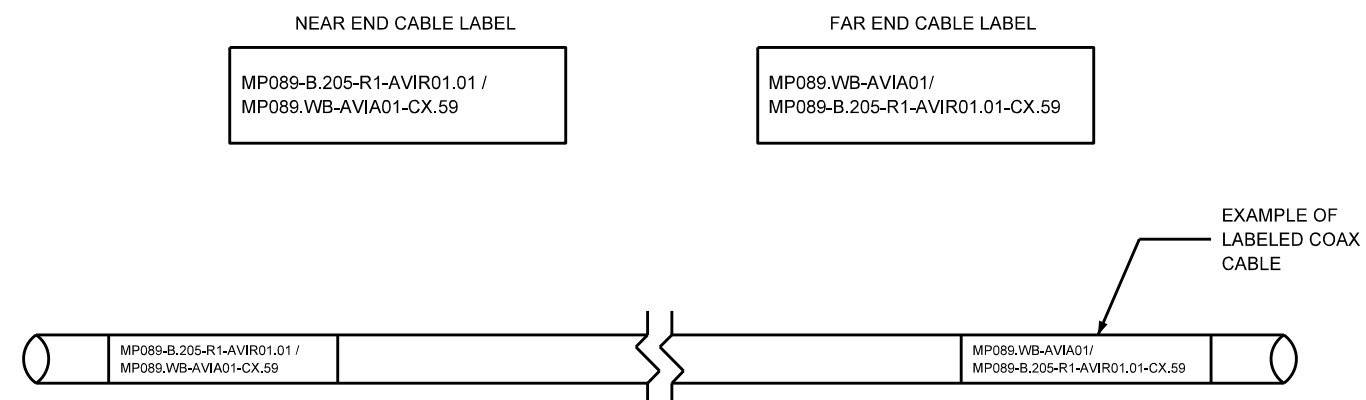 NEAR END CABLE LABEL
FAR END CABLE LABEL
MP089-B.205-R1-AVIR01.01 /
MP089.WB-AVIA01-CX.59
MP089.WB-AVIA01/
MP089-B.205-R1-AVIR01.01-CX.59
EXAMPLE OF
LABELED COAX
CABLE
MP089-B.205-R1-AVIR01.01 /
MP089.WB-AVIA01-CX.59
MP089.WB-AVIA01/
MP089-B.205-R1-AVIR01.01-CX.59